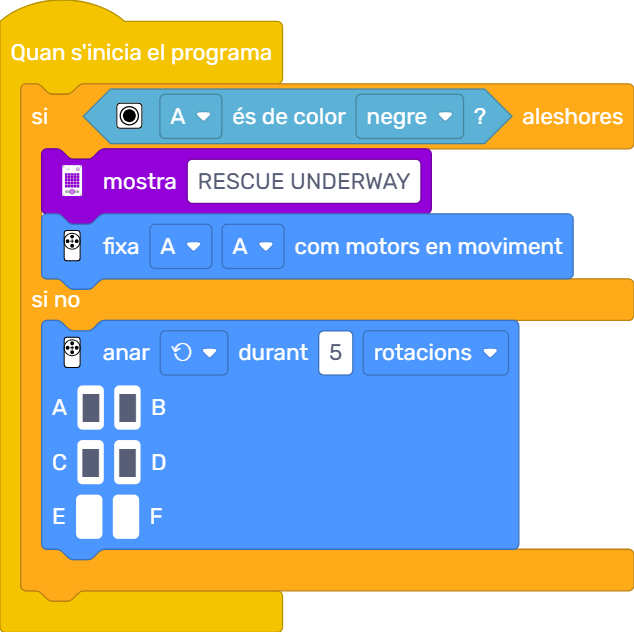 Quan s'inicia el programa
si A és de color negre ? aleshores
mostra RESCUE UNDERWAY
fixa A A com motors en moviment
si no
anar durant 5 rotacions
A B
C D
E F